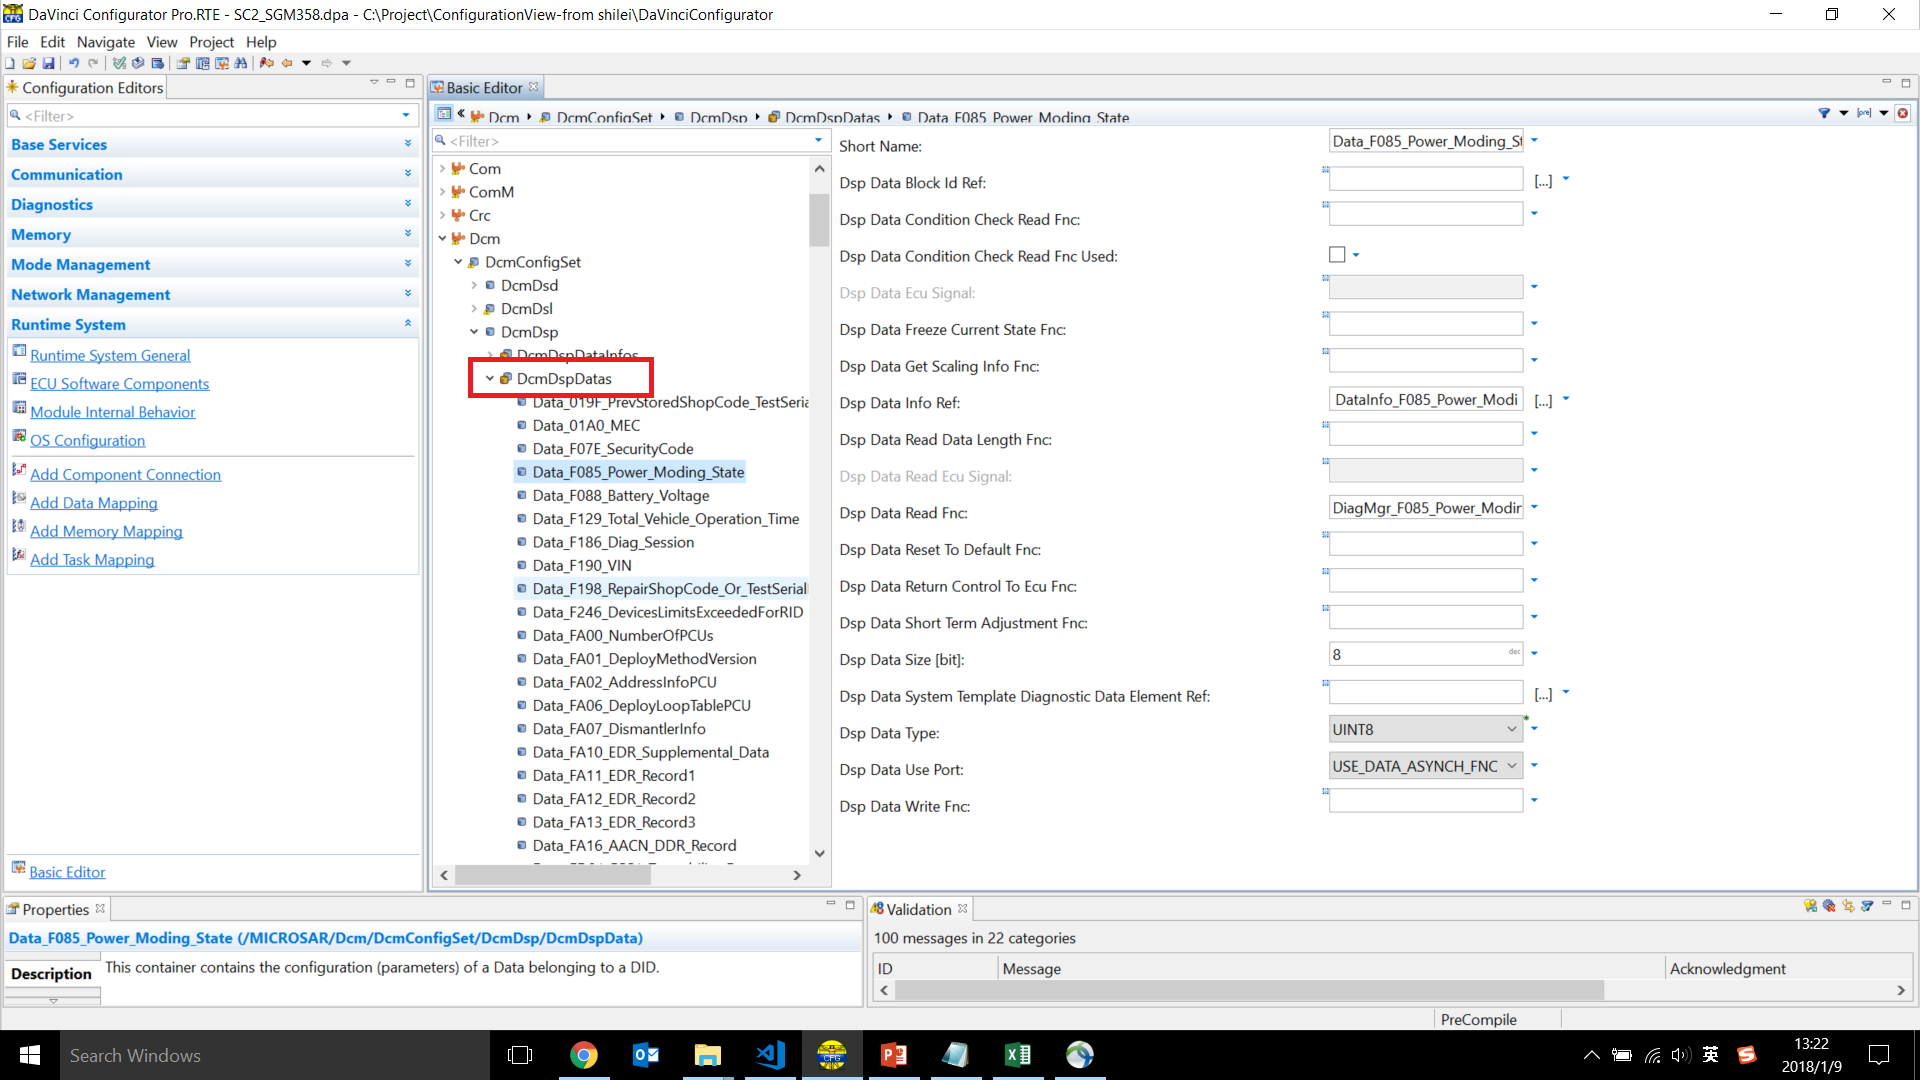 DaVinci Configurator Pro.RTE - SC2_SGM358.dpa - C:\Project\ConfigurationView-from shilei\DaVinciConfigurator
File Edit Navigate View Project Help
Configuration Editors
<Filter>
Base Services
Communication
Diagnostics
Memory
Mode Management
Network Management
Runtime System
Runtime System General
ECU Software Components
Module Internal Behavior
OS Configuration
Add Component Connection
Add Data Mapping
Add Memory Mapping
Add Task Mapping
Basic Editor
Basic Editor
Dcm DcmConfigSet DcmDsp DcmDspDatas Data_F085_Power_Moding_State
<Filter>
Com
ComM
Crc
Dcm
DcmConfigSet
DcmDsd
DcmDsl
DcmDsp
DcmDspDataInfos
DcmDspDatas
Data_019F_PrevStoredShopCode_TestSeria
Data_01A0_MEC
Data_F07E_SecurityCode
Data_F085_Power_Moding_State
Data_F088_Battery_Voltage
Data_F129_Total_Vehicle_Operation_Time
Data_F186_Diag_Session
Data_F190_VIN
Data_F198_RepairShopCode_Or_TestSerial
Data_F246_DevicesLimitsExceededForRID
Data_FA00_NumberOfPCUs
Data_FA01_DeployMethodVersion
Data_FA02_AddressInfoPCU
Data_FA06_DeployLoopTablePCU
Data_FA07_DismantlerInfo
Data_FA10_EDR_Supplemental_Data
Data_FA11_EDR_Record1
Data_FA12_EDR_Record2
Data_FA13_EDR_Record3
Data_FA16_AACN_DDR_Record
Short Name: Data_F085_Power_Moding_St
Dsp Data Block Id Ref: [...]
Dsp Data Condition Check Read Fnc:
Dsp Data Condition Check Read Fnc Used:
Dsp Data Ecu Signal:
Dsp Data Freeze Current State Fnc:
Dsp Data Get Scaling Info Fnc:
Dsp Data Info Ref: DataInfo_F085_Power_Modi [...]
Dsp Data Read Data Length Fnc:
Dsp Data Read Ecu Signal:
Dsp Data Read Fnc: DiagMgr_F085_Power_Modin
Dsp Data Reset To Default Fnc:
Dsp Data Return Control To Ecu Fnc:
Dsp Data Short Term Adjustment Fnc:
Dsp Data Size [bit]: 8 dec
Dsp Data System Template Diagnostic Data Element Ref: [...]
Dsp Data Type: UINT8
Dsp Data Use Port: USE_DATA_ASYNCH_FNC
Dsp Data Write Fnc:
Properties
Data_F085_Power_Moding_State (/MICROSAR/Dcm/DcmConfigSet/DcmDsp/DcmDspData)
Description This container contains the configuration (parameters) of a Data belonging to a DID.
Validation
100 messages in 22 categories
ID Message Acknowledgment
PreCompile
Search Windows
英
13:22
2018/1/9